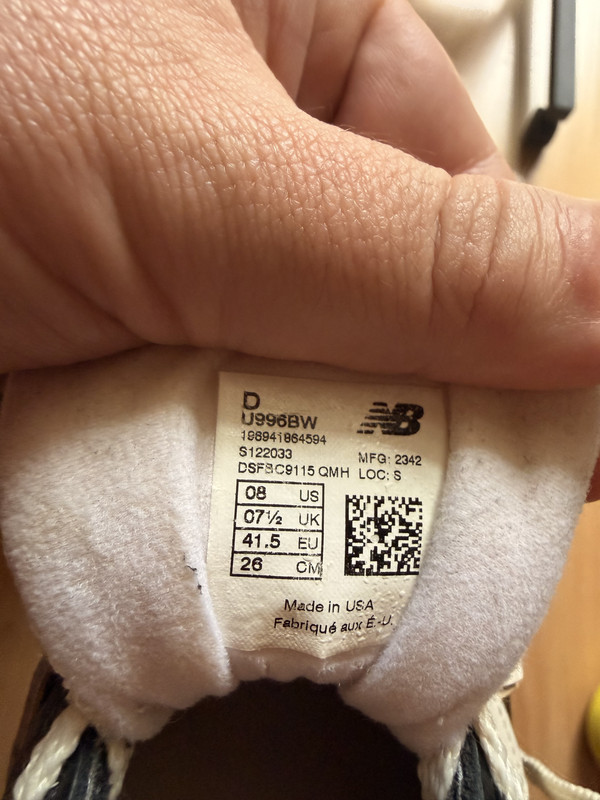 D
U996BW
NB
196941864594
S122033
MFG: 2342
DSFBC9115 QMH LOC: S
08 US
07½ UK
41.5 EU
26 CM
Made in USA
Fabriqué aux É.-U.